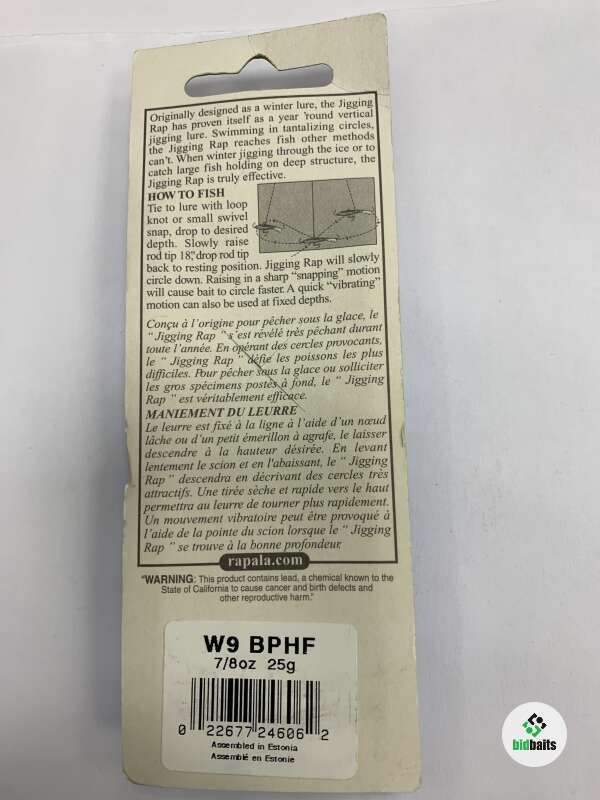 Originally designed as a winter lure, the Jigging
Rap has proven itself as a year 'round vertical
jigging lure. Swimming in tantalizing circles,
the Jigging Rap reaches fish other methods
can't. When winter jigging through the ice or to
catch large fish holding on deep structure, the
Jigging Rap is truly effective.
HOW TO FISH
Tie to lure with loop
knot or small swivel
snap, drop to desired
depth. Slowly raise
rod tip 18", drop rod tip
back to resting position. Jigging Rap will slowly
circle down. Raising in a sharp "snapping" motion
will cause bait to circle faster. A quick "vibrating"
motion can also be used at fixed depths.
Conçu à l'origine pour pêcher sous la glace, le
" Jigging Rap " s'est révélé très pêchant durant
toute l'année. En opérant des cercles provocants,
le " Jigging Rap " défie les poissons les plus
difficiles. Pour pêcher sous la glace ou solliciter
les gros spécimens postés à fond, le " Jigging
Rap " est véritablement efficace.
MANIEMENT DU LEURRE
Le leurre est fixé à la ligne à l'aide d'un nœud
lâche ou d'un petit émerillon à agrafe, le laisser
descendre à la hauteur désirée. En levant
lentement le scion et en l'abaissant, le " Jigging
Rap " descendra en décrivant des cercles très
attractifs. Une tirée sèche et rapide vers le haut
permettra au leurre de tourner plus rapidement.
Un mouvement vibratoire peut être provoqué à
l'aide de la pointe du scion lorsque le " Jigging
Rap " se trouve à la bonne profondeur.
rapala.com
"WARNING: This product contains lead, a chemical known to the
State of California to cause cancer and birth defects and
other reproductive harm."
W9 BPHF
7/8oz 25g
0 22677 24606 2
Assembled in Estonia
Assemblé en Estonie
bidbaits